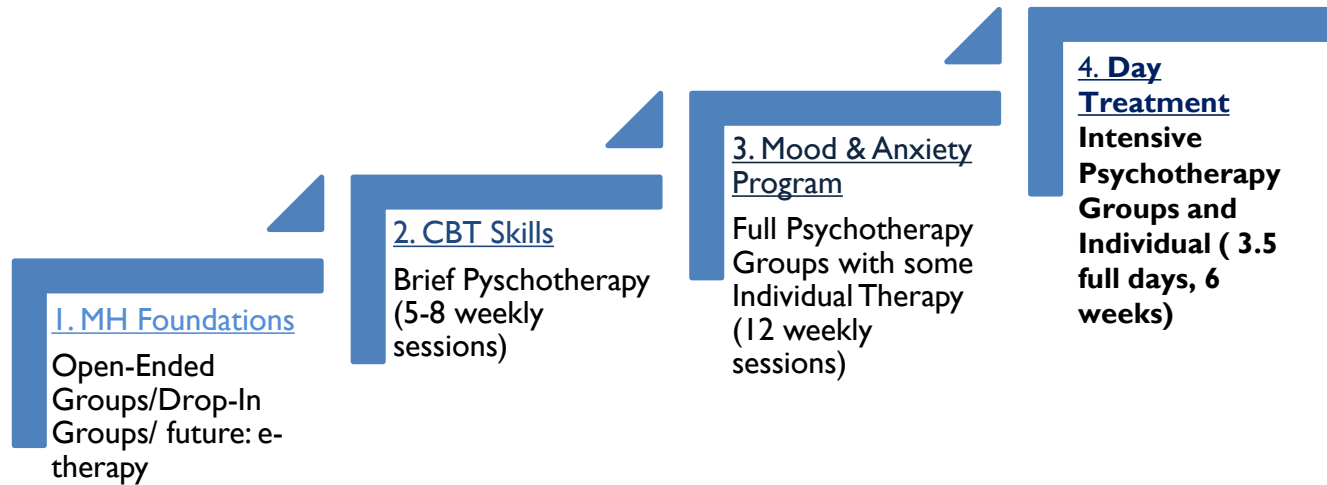 1. MH Foundations
Open-Ended
Groups/Drop-In
Groups/ future: e-
therapy
2. CBT Skills
Brief Pyschotherapy
(5-8 weekly
sessions)
3. Mood & Anxiety
Program
Full Psychotherapy
Groups with some
Individual Therapy
(12 weekly
sessions)
4. Day
Treatment
Intensive
Psychotherapy
Groups and
Individual ( 3.5
full days, 6
weeks)